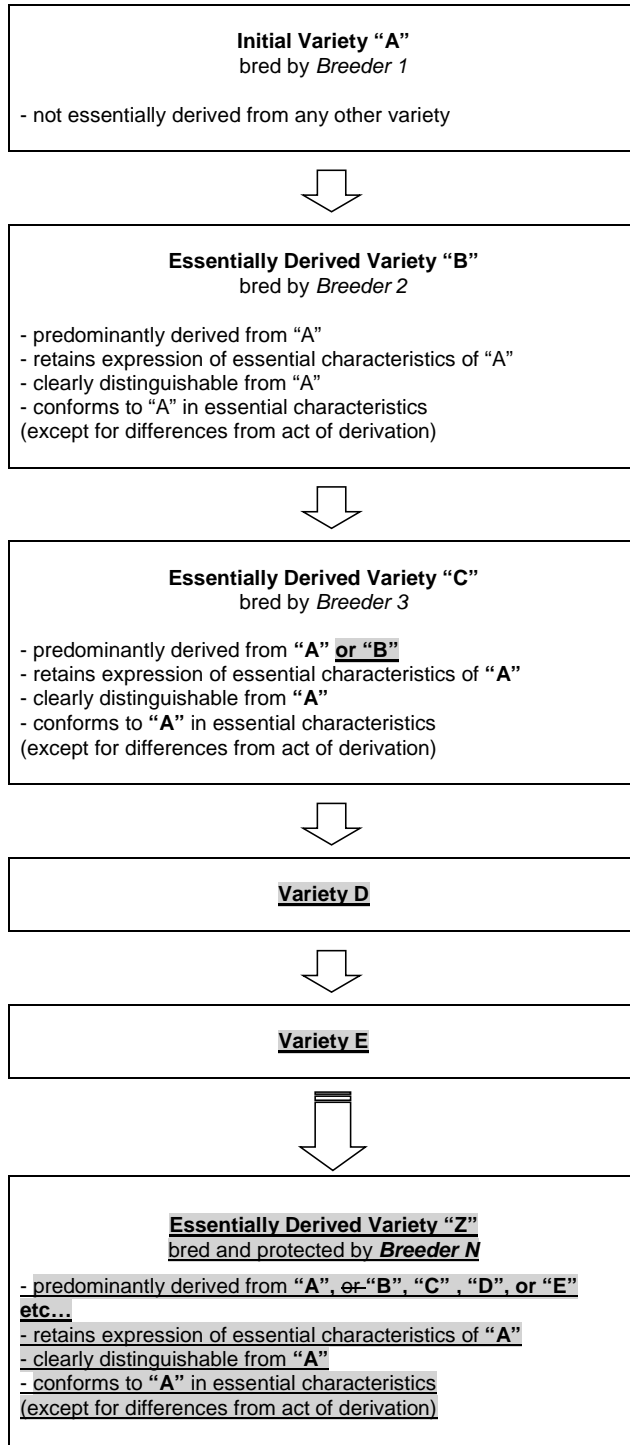 Initial Variety “A”
bred by Breeder 1
- not essentially derived from any other variety
Essentially Derived Variety “B”
bred by Breeder 2
- predominantly derived from “A”
- retains expression of essential characteristics of “A”
- clearly distinguishable from “A”
- conforms to “A” in essential characteristics
(except for differences from act of derivation)
Essentially Derived Variety “C”
bred by Breeder 3
- predominantly derived from “A” or “B”
- retains expression of essential characteristics of “A”
- clearly distinguishable from “A”
- conforms to “A” in essential characteristics
(except for differences from act of derivation)
Variety D
Variety E
Essentially Derived Variety “Z”
bred and protected by Breeder N
- predominantly derived from “A”, or “B”, “C” , “D”, or “E”
etc…
- retains expression of essential characteristics of “A”
- clearly distinguishable from “A”
- conforms to “A” in essential characteristics
(except for differences from act of derivation)